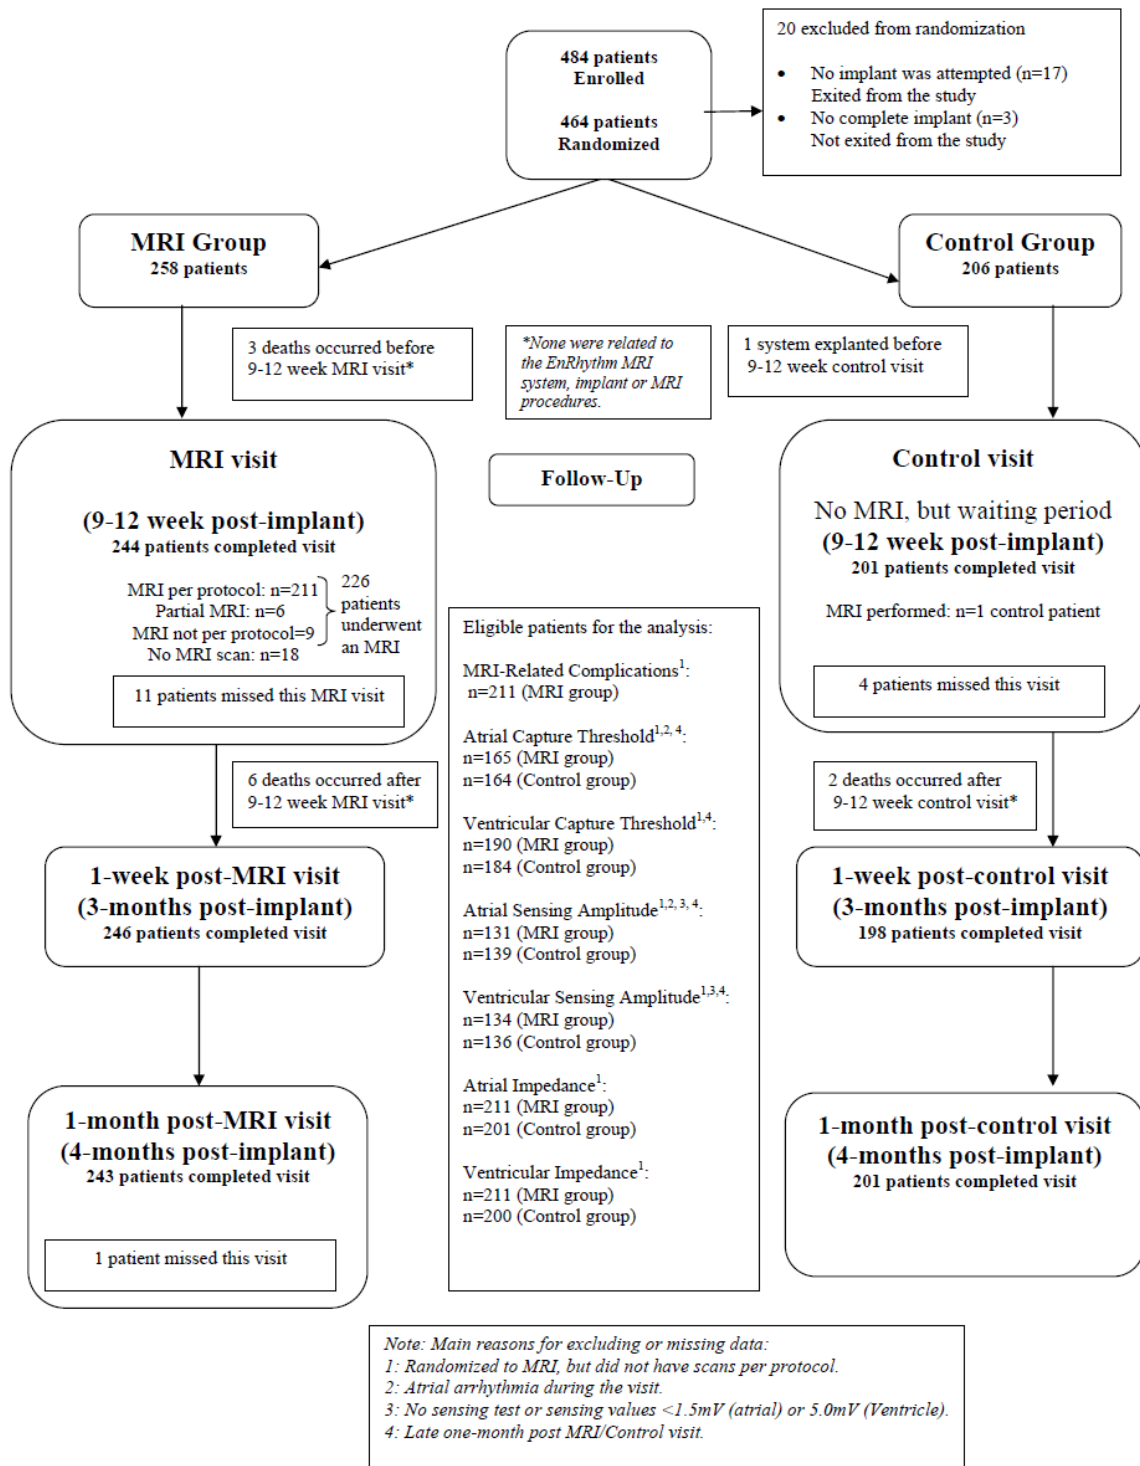 484 patients
Enrolled
464 patients
Randomized
20 excluded from randomization
• No implant was attempted (n=17)
Exited from the study
• No complete implant (n=3)
Not exited from the study
MRI Group
258 patients
Control Group
206 patients
3 deaths occurred before
9-12 week MRI visit*
*None were related to
the EnRhythm MRI
system, implant or MRI
procedures.
1 system explanted before
9-12 week control visit
MRI visit
(9-12 week post-implant)
244 patients completed visit
MRI per protocol: n=211
Partial MRI: n=6
MRI not per protocol=9
No MRI scan: n=18
226
patients
underwent
an MRI
11 patients missed this MRI visit
Follow-Up
Control visit
No MRI, but waiting period
(9-12 week post-implant)
201 patients completed visit
MRI performed: n=1 control patient
4 patients missed this visit
Eligible patients for the analysis:
MRI-Related Complications1:
n=211 (MRI group)
Atrial Capture Threshold1,2, 4:
n=165 (MRI group)
n=164 (Control group)
Ventricular Capture Threshold1,4:
n=190 (MRI group)
n=184 (Control group)
Atrial Sensing Amplitude1,2, 3, 4:
n=131 (MRI group)
n=139 (Control group)
Ventricular Sensing Amplitude1,3,4:
n=134 (MRI group)
n=136 (Control group)
Atrial Impedance1:
n=211 (MRI group)
n=201 (Control group)
Ventricular Impedance1:
n=211 (MRI group)
n=200 (Control group)
6 deaths occurred after
9-12 week MRI visit*
2 deaths occurred after
9-12 week control visit*
1-week post-MRI visit
(3-months post-implant)
246 patients completed visit
1-week post-control visit
(3-months post-implant)
198 patients completed visit
1-month post-MRI visit
(4-months post-implant)
243 patients completed visit
1 patient missed this visit
1-month post-control visit
(4-months post-implant)
201 patients completed visit
Note: Main reasons for excluding or missing data:
1: Randomized to MRI, but did not have scans per protocol.
2: Atrial arrhythmia during the visit.
3: No sensing test or sensing values <1.5mV (atrial) or 5.0mV (Ventricle).
4: Late one-month post MRI/Control visit.